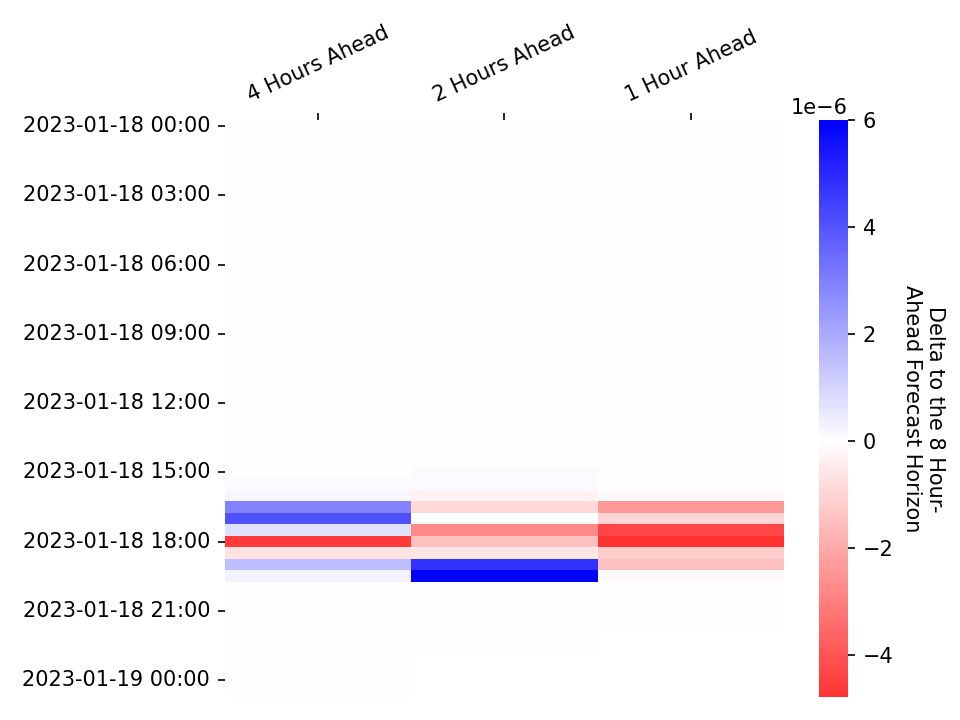 4 Hours Ahead
2 Hours Ahead
1 Hour Ahead
1e−6
2023-01-18 00:00
2023-01-18 03:00
2023-01-18 06:00
2023-01-18 09:00
2023-01-18 12:00
2023-01-18 15:00
2023-01-18 18:00
2023-01-18 21:00
2023-01-19 00:00
6
4
2
0
−2
−4
Delta to the 8 Hour-
Ahead Forecast Horizon